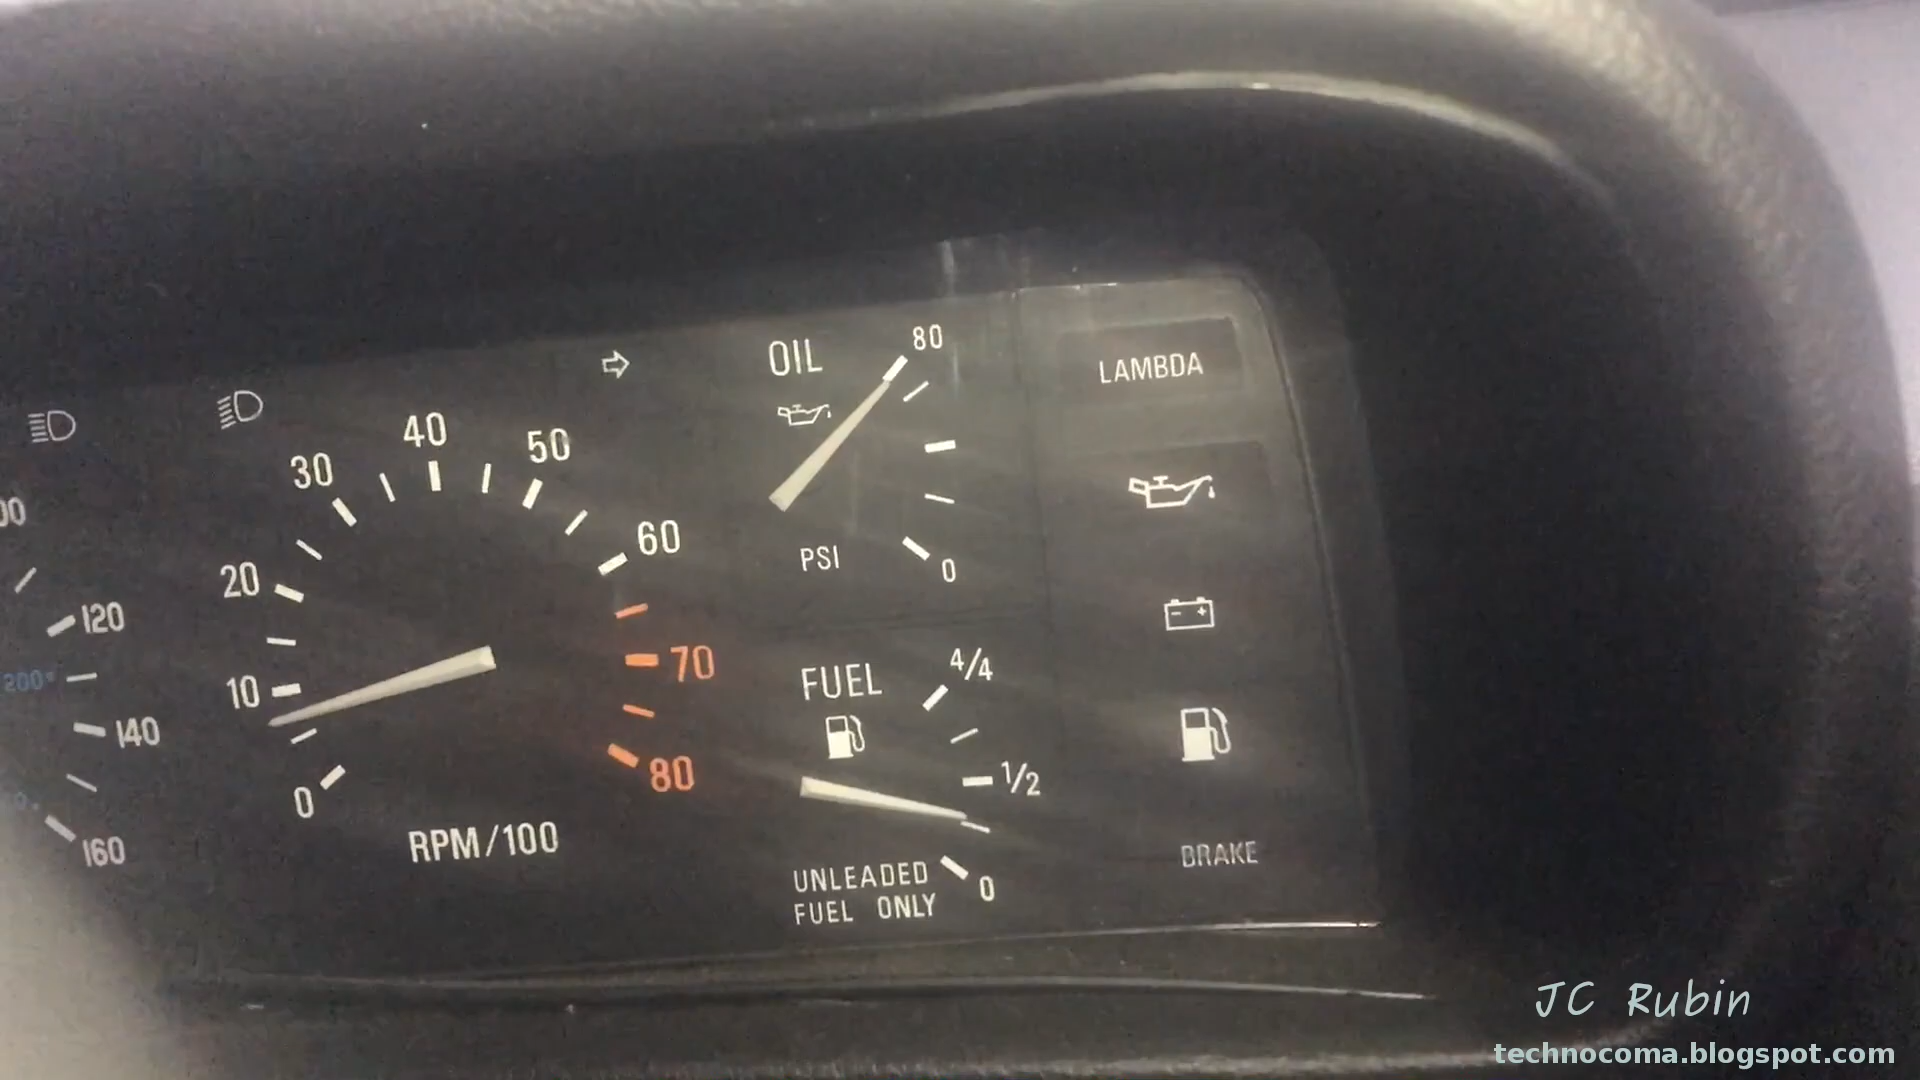 OIL
80
LAMBDA
40
50
30
60
20
PSI
0
120
200°
70
4/4
10
FUEL
140
80
1/2
0
160
RPM/100
BRAKE
UNLEADED
FUEL ONLY
0
JC Rubin
technocoma.blogspot.com